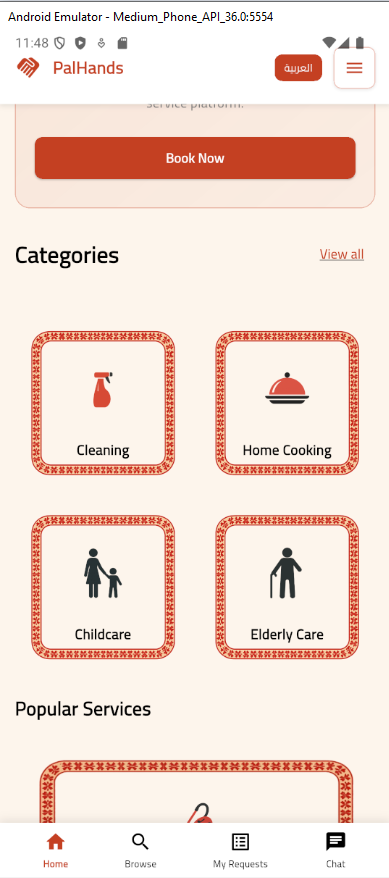 Android Emulator - Medium_Phone_API_36.0:5554
11:48
PalHands
العربية
service platform.
Book Now
Categories
View all
Cleaning
Home Cooking
Childcare
Elderly Care
Popular Services
Home
Browse
My Requests
Chat